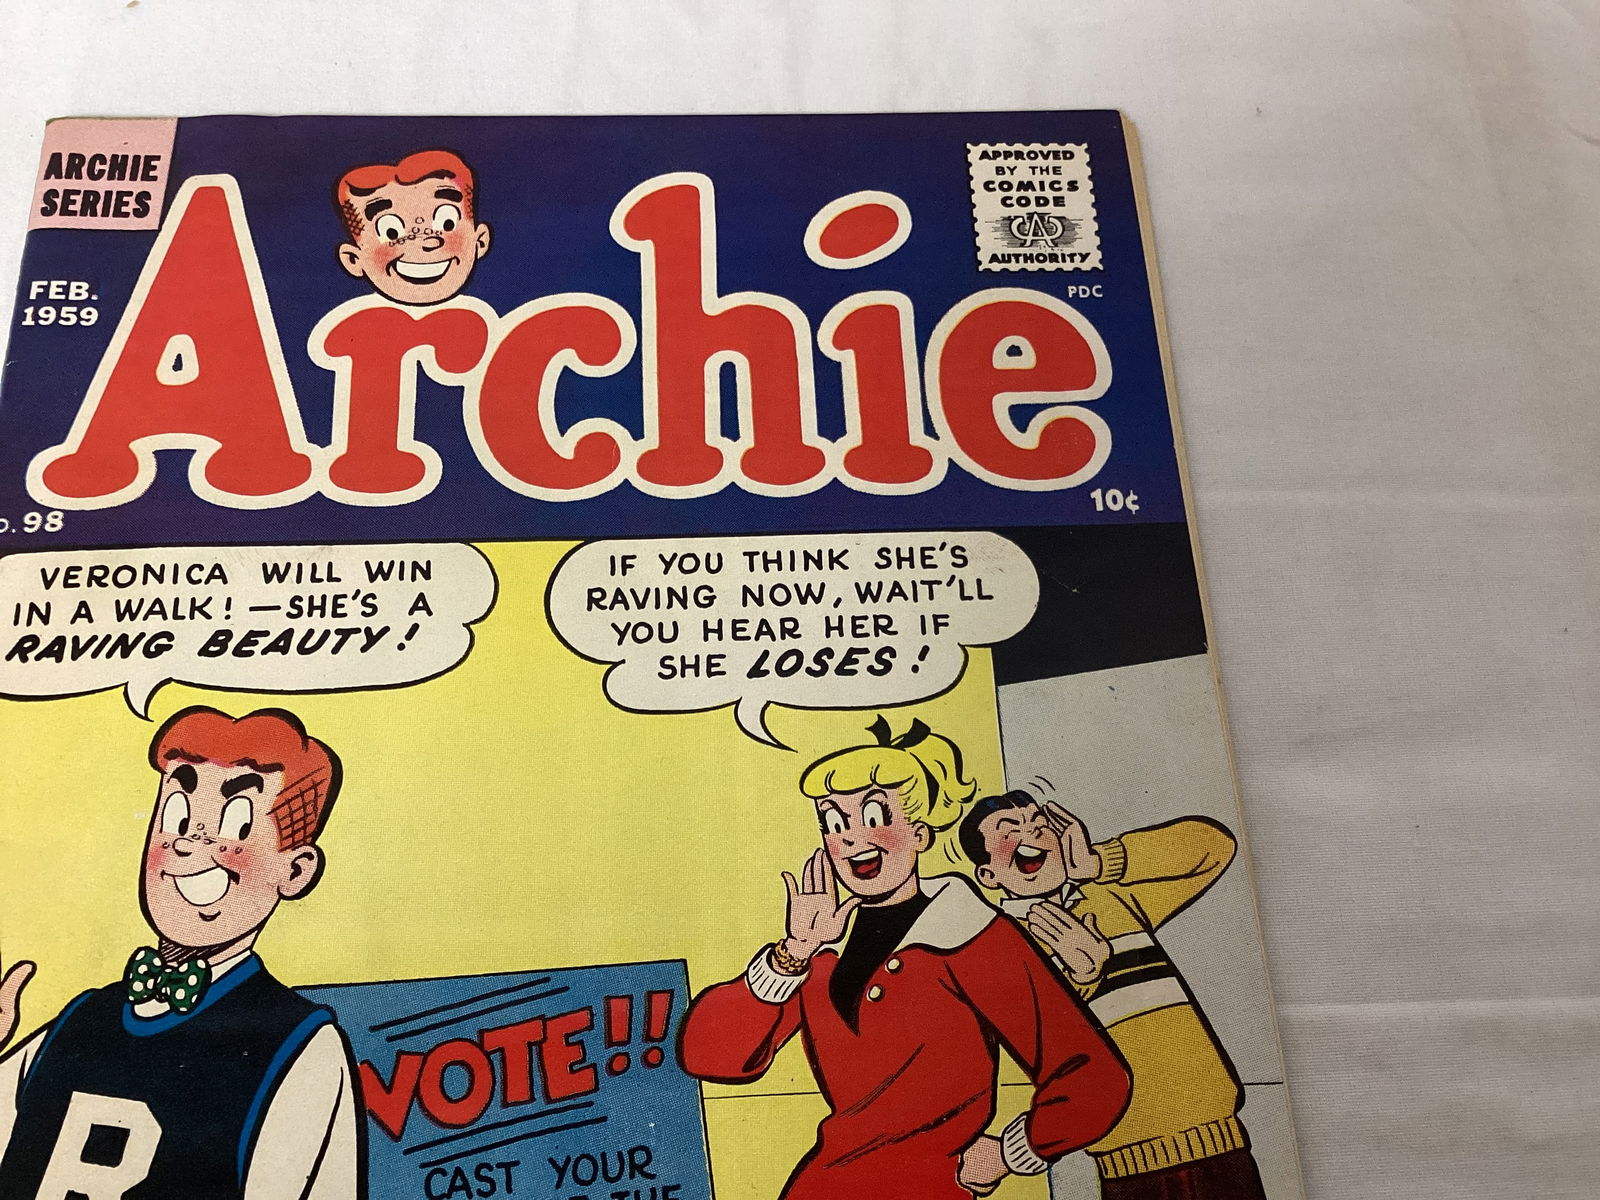 ARCHIE
SERIES
FEB.
1959
Archie
APPROVED
BY THE
COMICS
CODE
CA
AUTHORITY
PDC
10¢
. 98
VERONICA WILL WIN
IN A WALK! —SHE'S A
RAVING BEAUTY!
IF YOU THINK SHE'S
RAVING NOW, WAIT'LL
YOU HEAR HER IF
SHE LOSES!
R
VOTE!!
CAST YOUR
THE